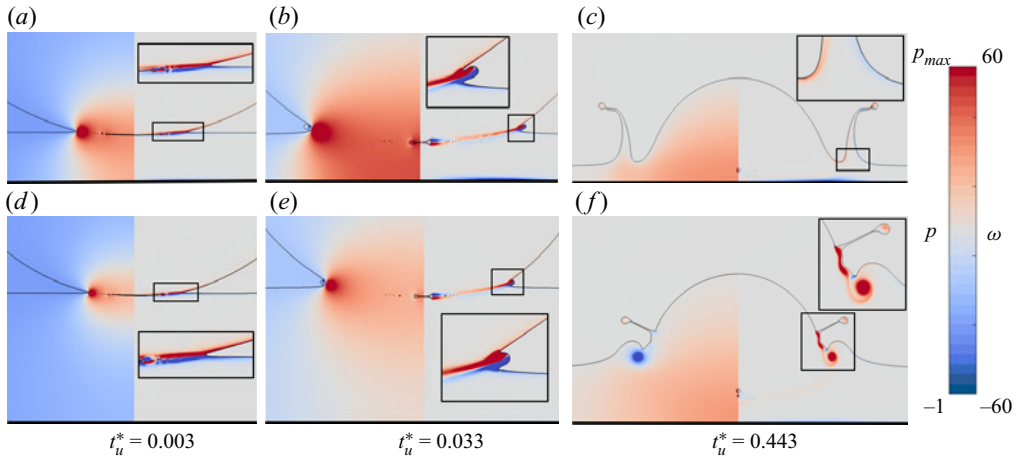 (a)
(b)
(c)
p_max 60
(d)
(e)
(f)
p ω
–1 –60
t*_u = 0.003
t*_u = 0.033
t*_u = 0.443